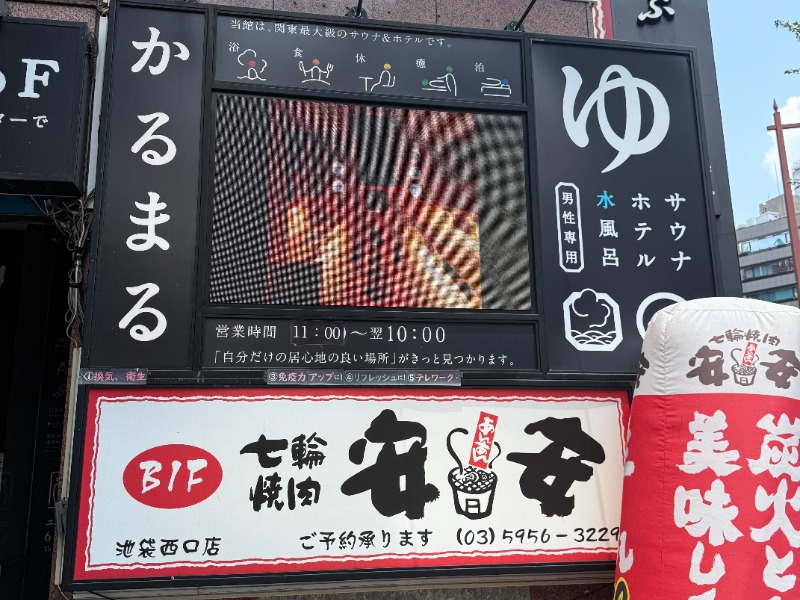 かるまる
当館は、関東最大級のサウナ&ホテルです。
浴 食 休 癒 泊
ゆ
サウナ
ホテル
水風呂
男性専用
営業時間 11:00~翌10:00
「自分だけの居心地の良い場所」がきっと見つかります。
①換気、衛生
③免疫力アップに!④リフレッシュに!⑤テレワーク
B1F
七輪
焼肉
安安
池袋西口店
ご予約承ります (03)5956-3229
七輪焼肉
安安
炭火と
美味し
F
ーで
ぶ